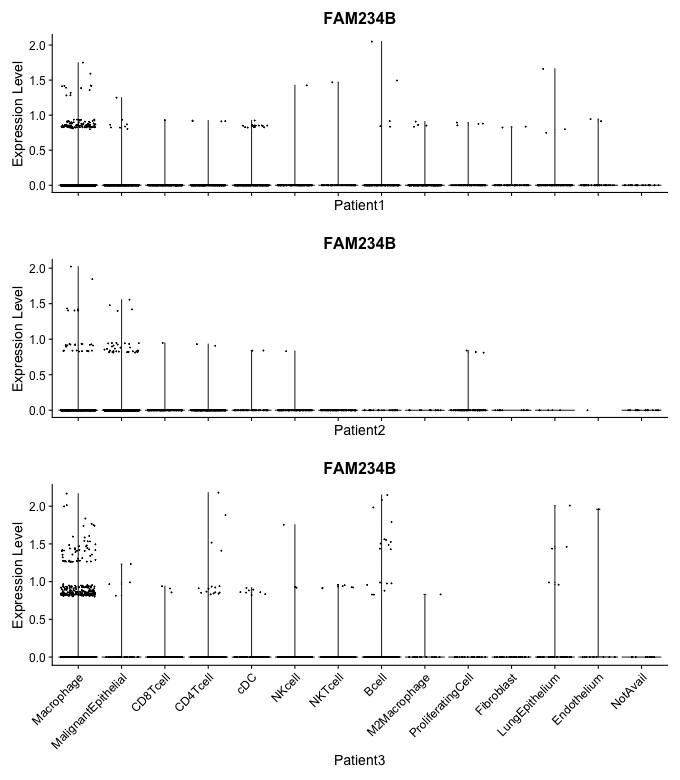 FAM234B
Expression Level
2.0
1.5
1.0
0.5
0.0
Patient1
FAM234B
Expression Level
2.0
1.5
1.0
0.5
0.0
Patient2
FAM234B
Expression Level
2.0
1.5
1.0
0.5
0.0
Macrophage
MalignantEpithelial
CD8Tcell
CD4Tcell
cDC
NKcell
NKTcell
Bcell
M2Macrophage
ProliferatingCell
Fibroblast
LungEpithelium
Endothelium
NotAvail
Patient3